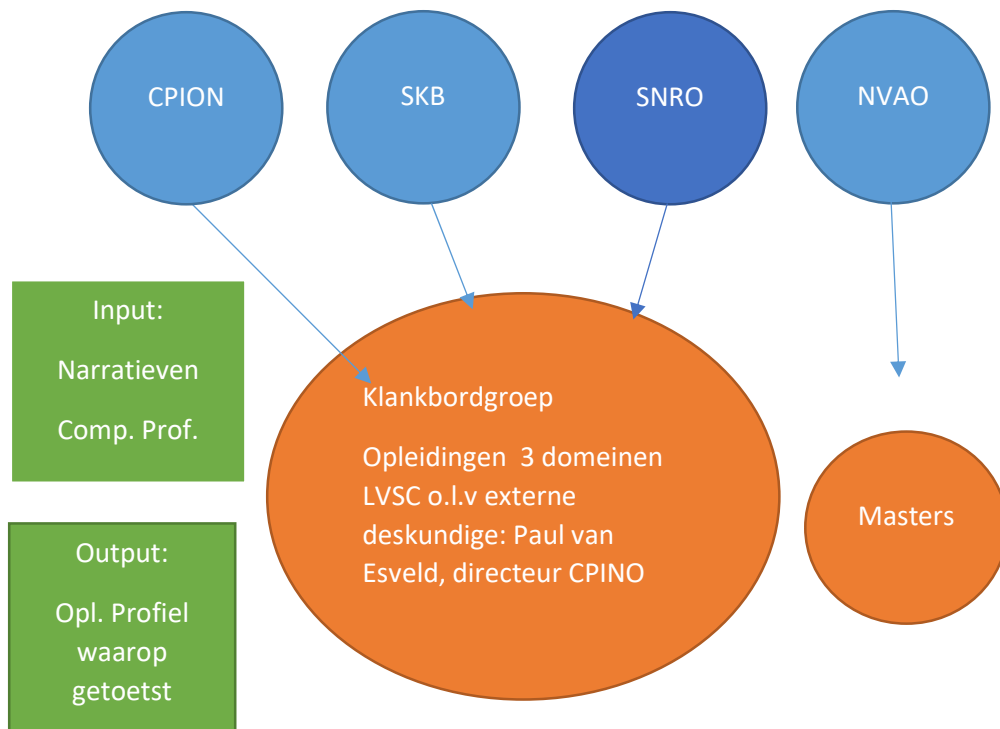 CPION
SKB
SNRO
NVAO
Input:
Narratieven
Comp. Prof.
Klankbordgroep
Opleidingen 3 domeinen
LVSC o.l.v externe
deskundige: Paul van
Esveld, directeur CPINO
Masters
Output:
Opl. Profiel
waarop
getoetst